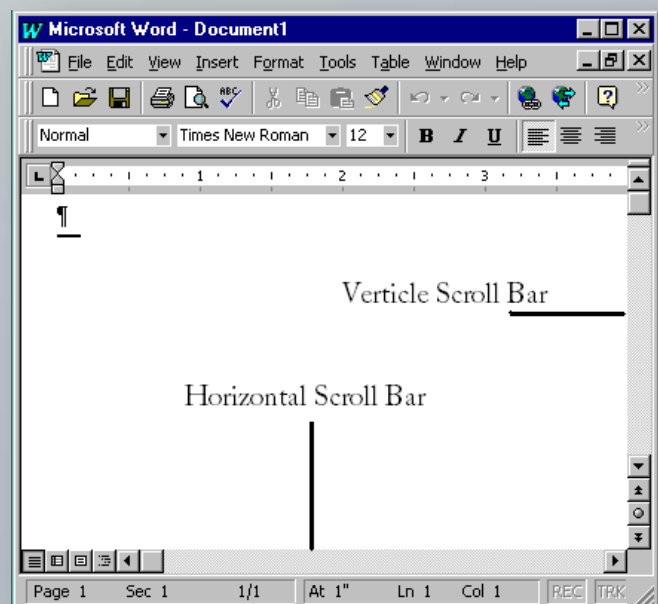 Microsoft Word - Document1
File Edit View Insert Format Tools Table Window Help
ABC
Normal Times New Roman 12 B I U
1 2 3
¶
Verticle Scroll Bar
Horizontal Scroll Bar
Page 1 Sec 1 1/1 At 1" Ln 1 Col 1 REC TRK